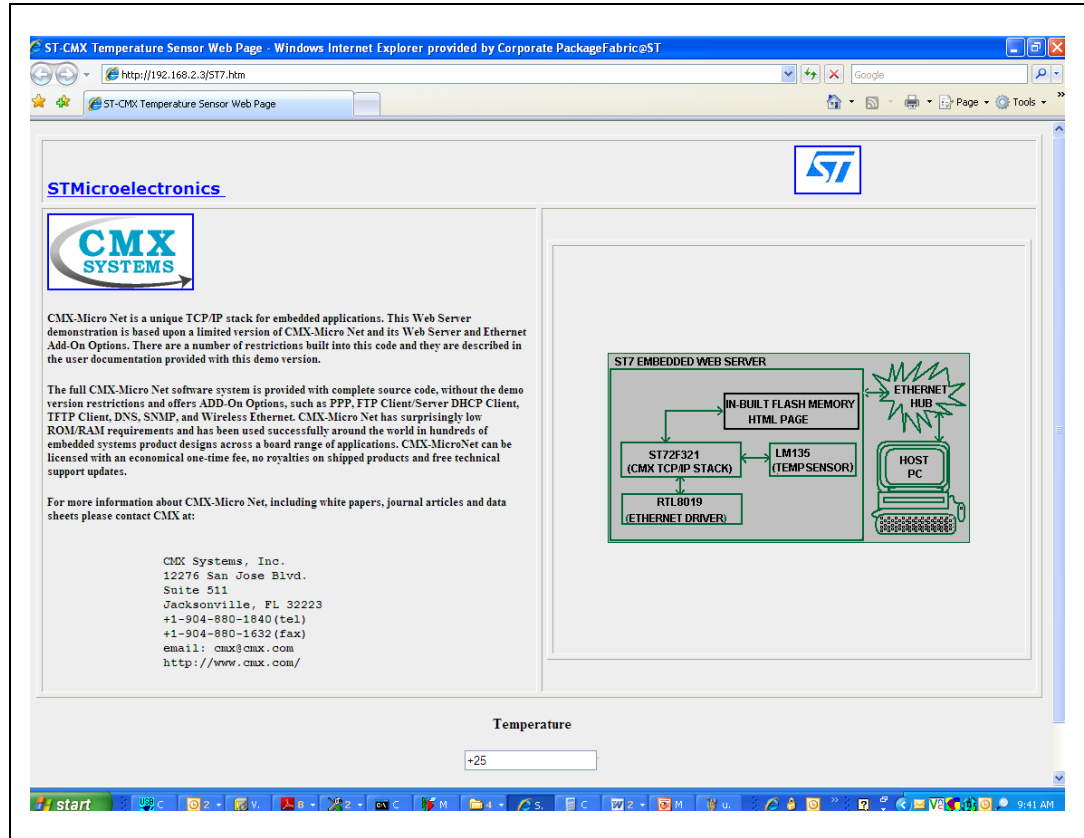 ST-CMX Temperature Sensor Web Page - Windows Internet Explorer provided by Corporate PackageFabric@ST
http://192.168.2.3/ST7.htm
Google
ST-CMX Temperature Sensor Web Page
Page
Tools
STMicroelectronics
ST
CMX
SYSTEMS
CMX-Micro Net is a unique TCP/IP stack for embedded applications. This Web Server
demonstration is based upon a limited version of CMX-Micro Net and its Web Server and Ethernet
Add-On Options. There are a number of restrictions built into this code and they are described in
the user documentation provided with this demo version.
The full CMX-Micro Net software system is provided with complete source code, without the demo
version restrictions and offers ADD-On Options, such as PPP, FTP Client/Server DHCP Client,
TFTP Client, DNS, SNMP, and Wireless Ethernet. CMX-Micro Net has surprisingly low
ROM/RAM requirements and has been used successfully around the world in hundreds of
embedded systems product designs across a board range of applications. CMX-MicroNet can be
licensed with an economical one-time fee, no royalties on shipped products and free technical
support updates.
For more information about CMX-Micro Net, including white papers, journal articles and data
sheets please contact CMX at:
CMX Systems, Inc.
12276 San Jose Blvd.
Suite 511
Jacksonville, FL 32223
+1-904-880-1840(tel)
+1-904-880-1632(fax)
email: cmx@cmx.com
http://www.cmx.com/
ST7 EMBEDDED WEB SERVER
IN-BUILT FLASH MEMORY
HTML PAGE
ST72F321
(CMX TCP/IP STACK)
LM135
(TEMPSENSOR)
RTL8019
(ETHERNET DRIVER)
ETHERNET
HUB
HOST
PC
Temperature
+25
start
C
2
V.
8
2
C
M
4
S.
C
2
M
u.
9:41 AM